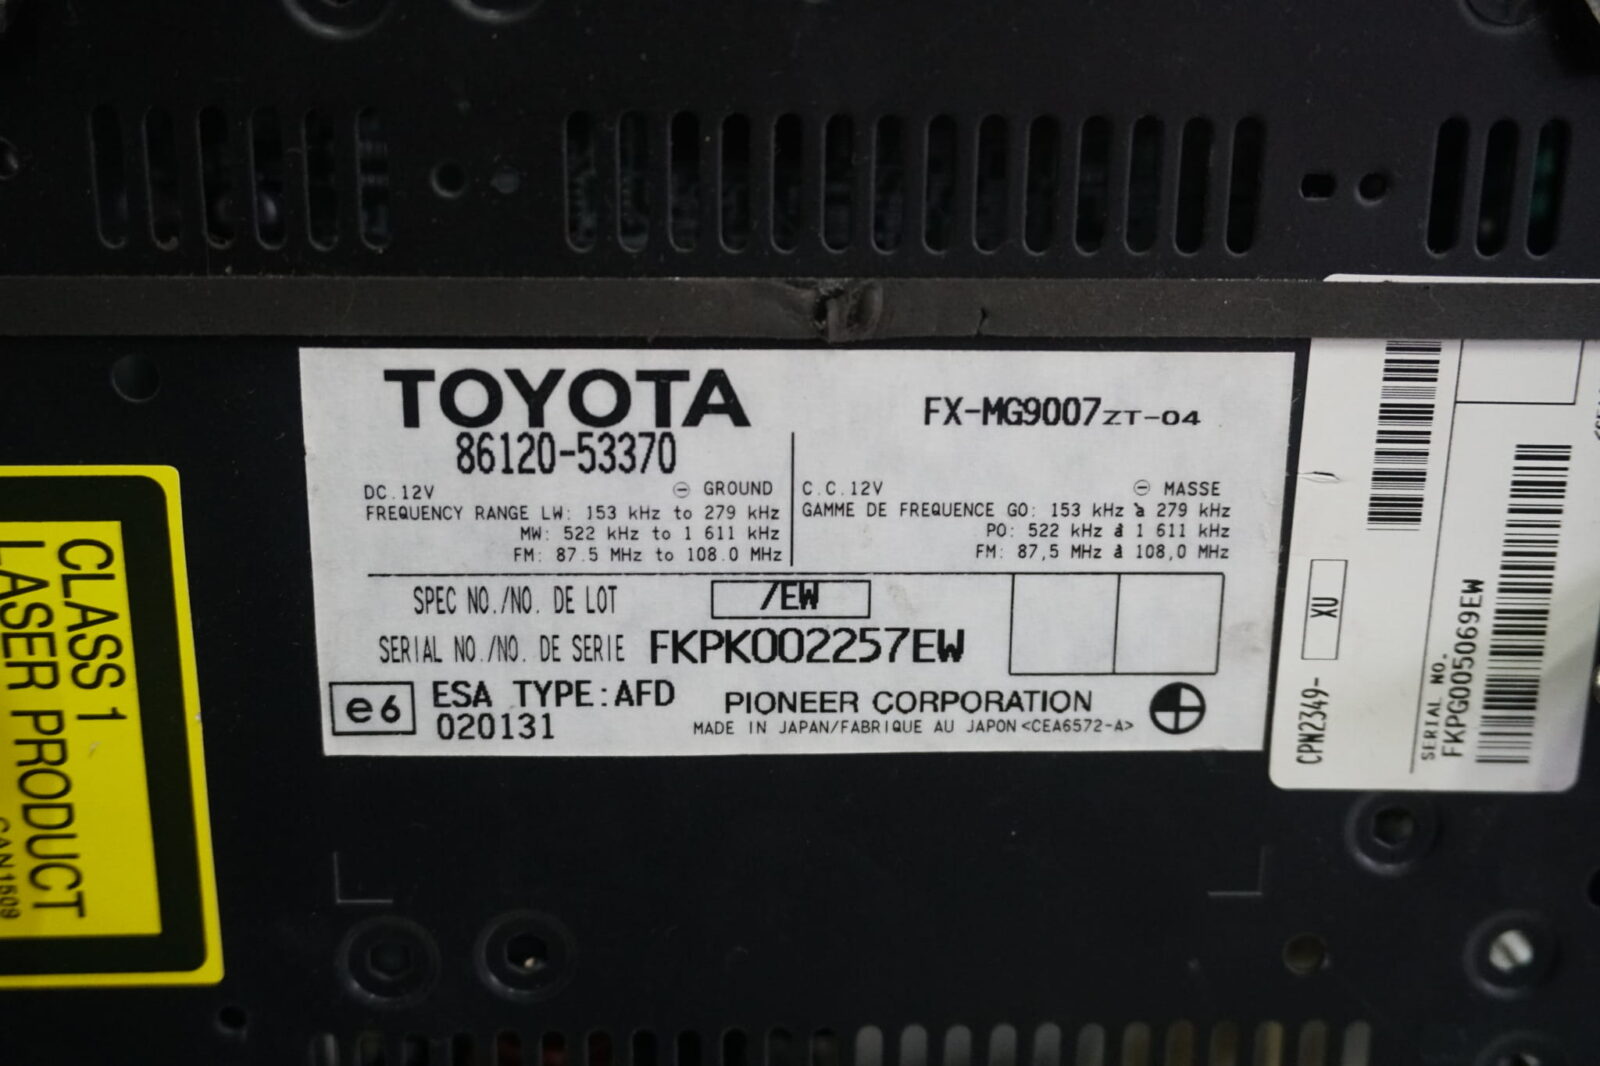 TOYOTA
86120-53370
FX-MG9007ZT-04
DC.12V ⊖ GROUND
FREQUENCY RANGE LW: 153 kHz to 279 kHz
MW: 522 kHz to 1 611 kHz
FM: 87.5 MHz to 108.0 MHz
C.C.12V ⊖ MASSE
GAMME DE FREQUENCE GO: 153 kHz à 279 kHz
PO: 522 kHz à 1 611 kHz
FM: 87,5 MHz à 108,0 MHz
SPEC NO./NO. DE LOT /EW
SERIAL NO./NO. DE SERIE FKPK002257EW
e6 ESA TYPE:AFD
020131
PIONEER CORPORATION
MADE IN JAPAN/FABRIQUE AU JAPON <CEA6572-A>
CLASS 1
LASER PRODUCT
CPN2349-
XU
SERIAL NO.
FKPG005069EW